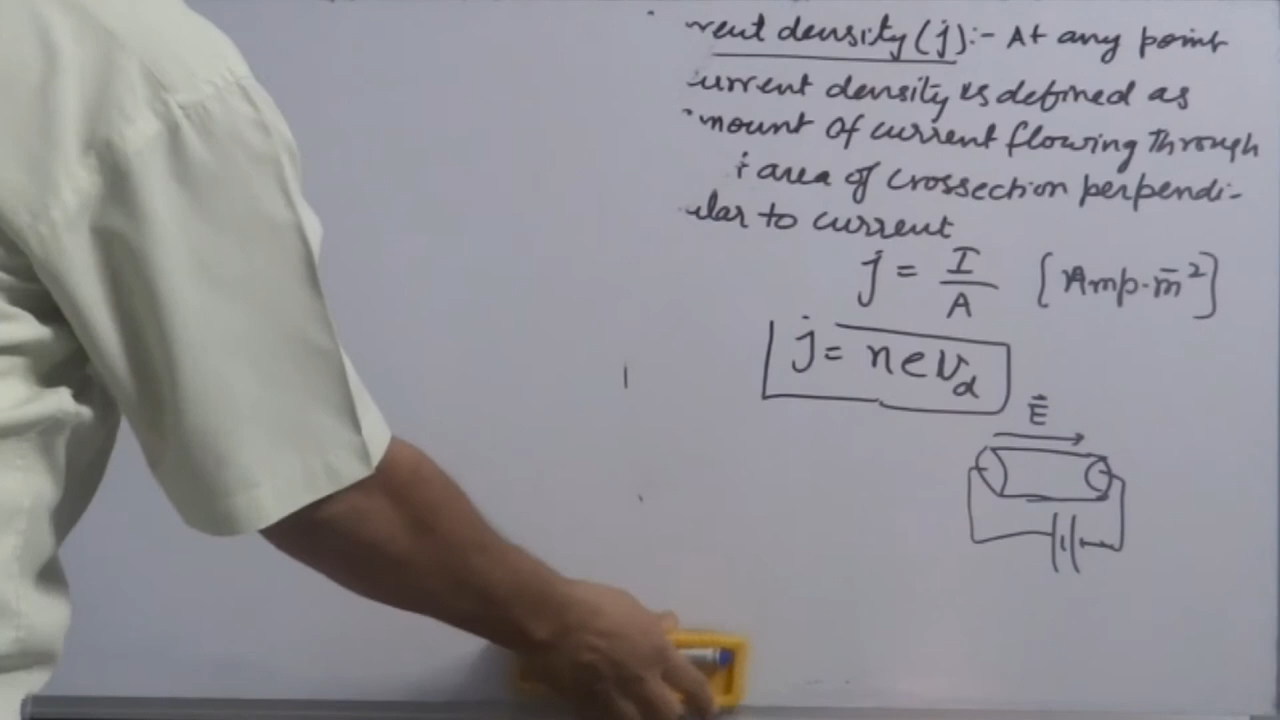 rent density (j):- At any point
urrent density is defined as
mount of current flowing through
t area of crossection perpendi-
ular to current
j = I/A [Amp.m̄²]
j = nevd
E⃗